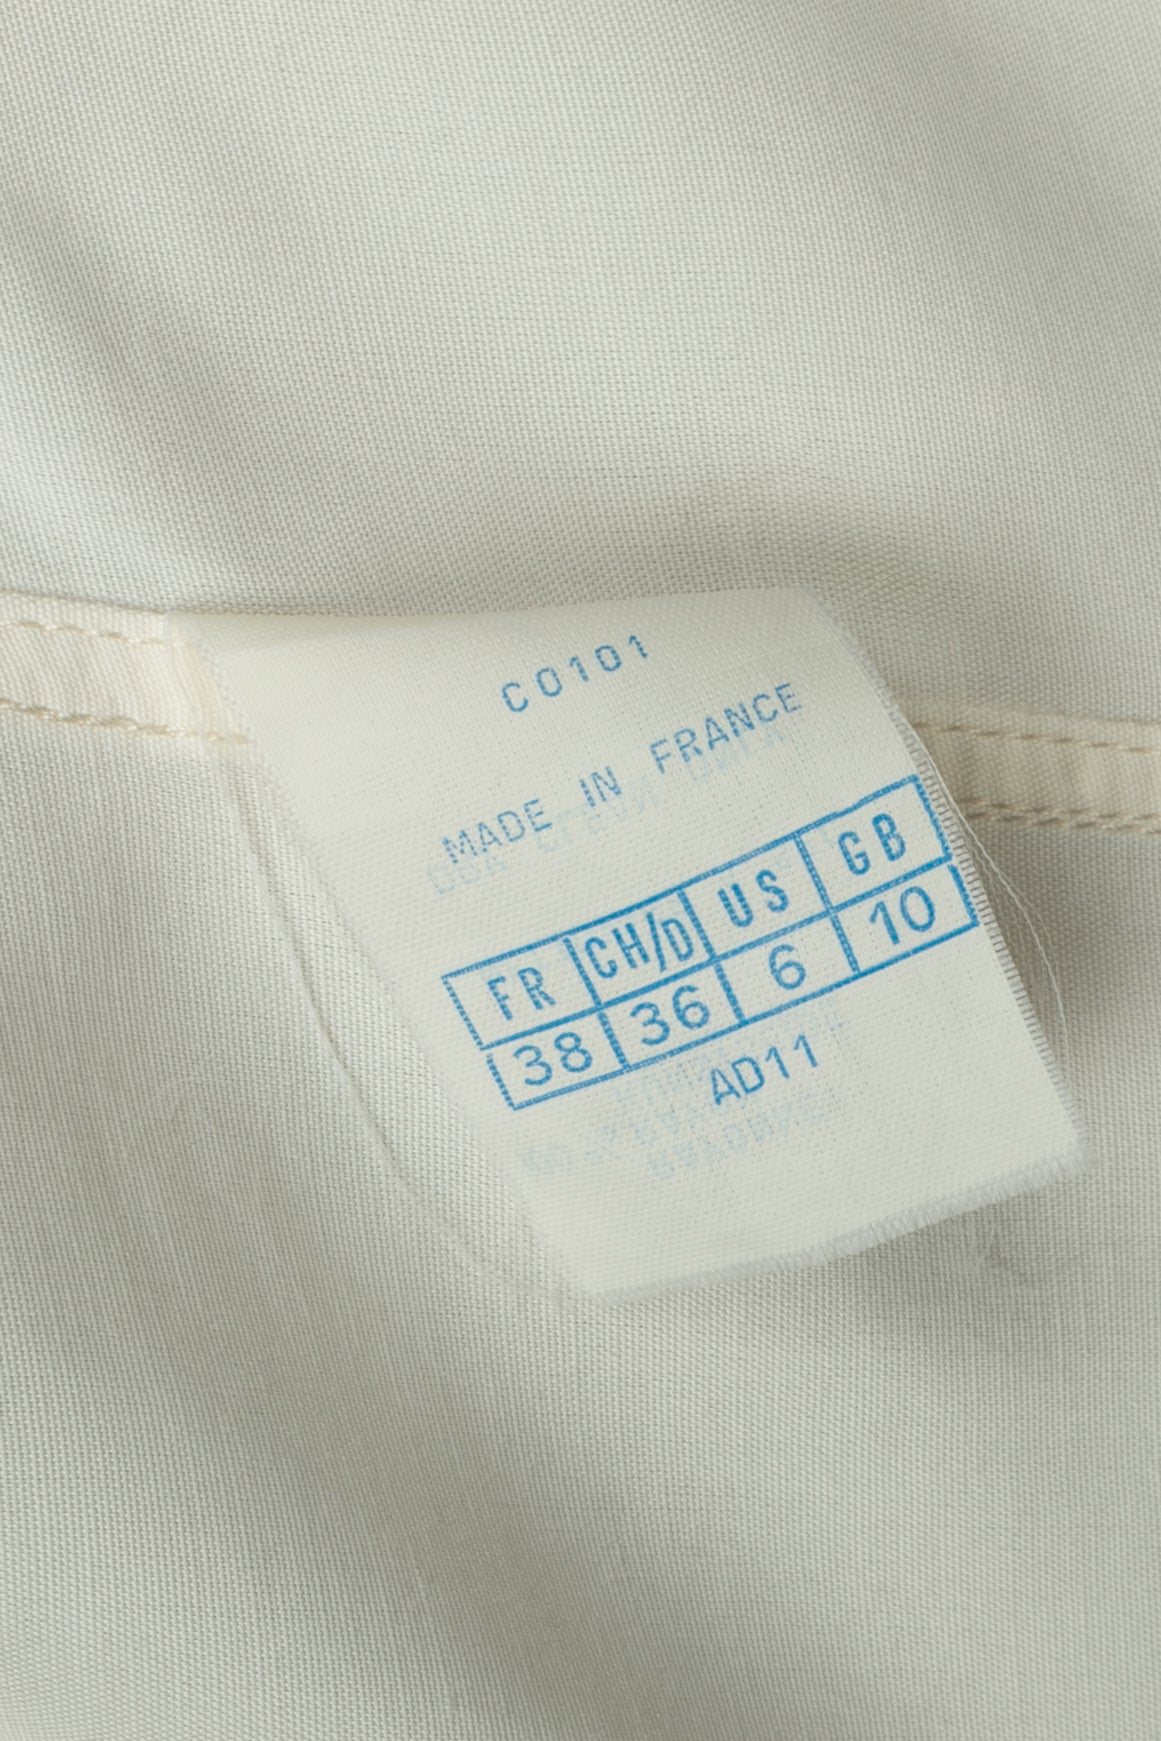 C0101
MADE IN FRANCE
FR CH/D US GB
38 36 6 10
AD11